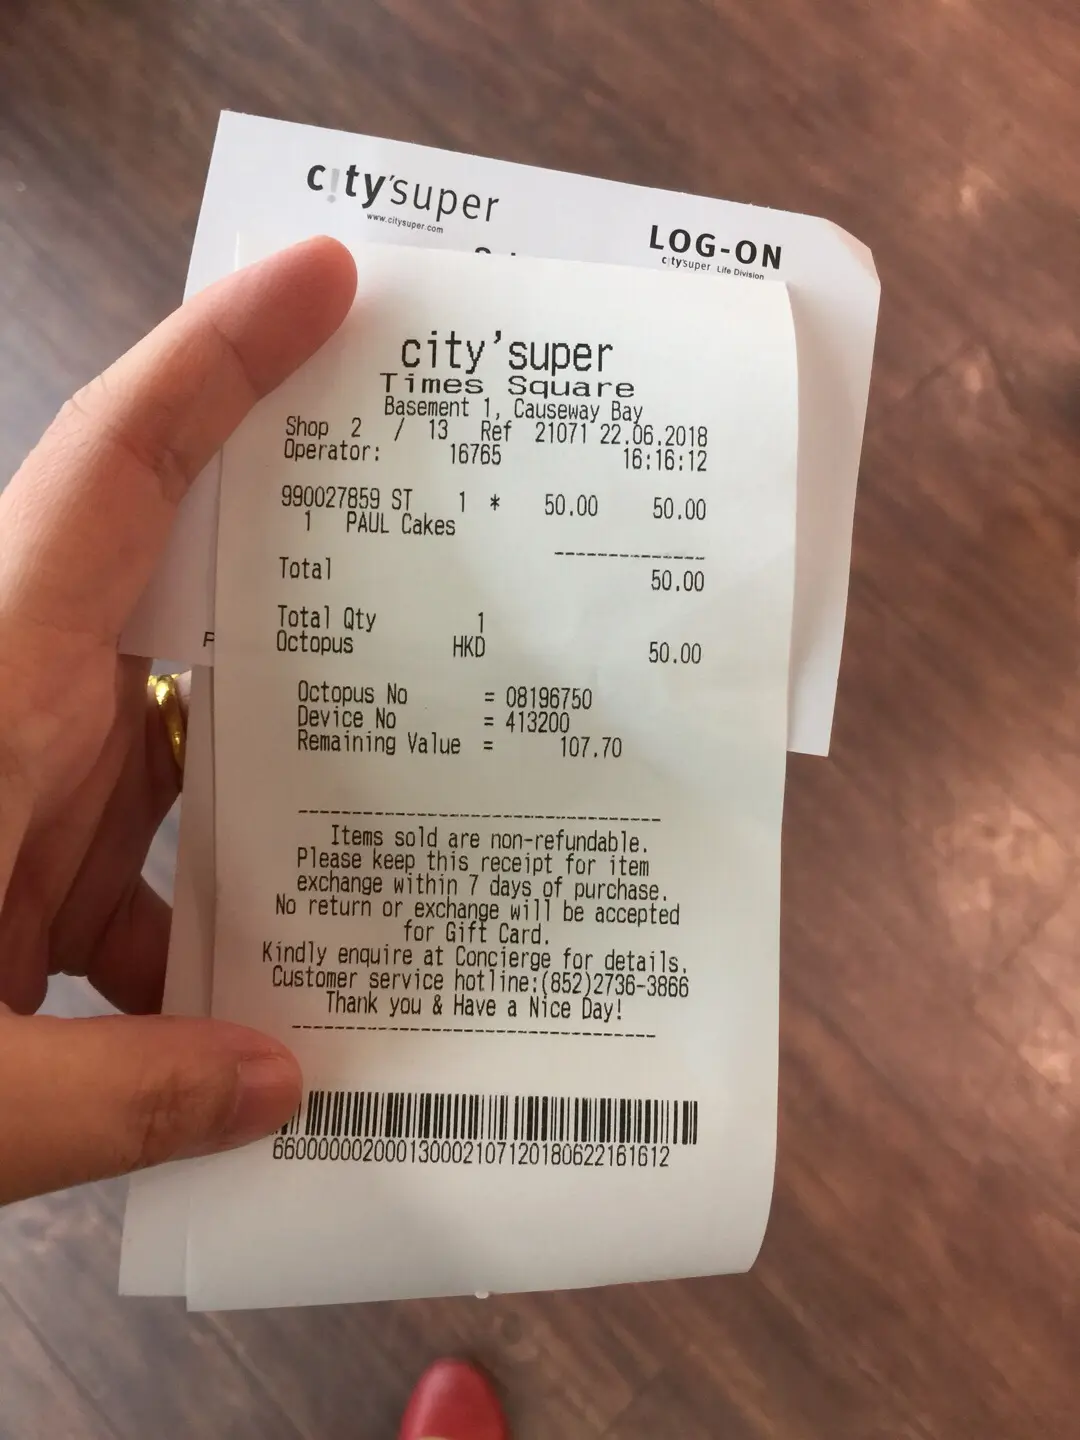 c!ty'super
www.citysuper.com
LOG-ON
c!ty'super Life Division
city'super
Times Square
Basement 1, Causeway Bay
Shop 2 / 13 Ref 21071 22.06.2018
Operator: 16765 16:16:12
990027859 ST 1 * 50.00 50.00
1 PAUL Cakes
Total 50.00
Total Qty 1
Octopus HKD 50.00
Octopus No = 08196750
Device No = 413200
Remaining Value = 107.70
Items sold are non-refundable.
Please keep this receipt for item
exchange within 7 days of purchase.
No return or exchange will be accepted
for Gift Card.
Kindly enquire at Concierge for details.
Customer service hotline:(852)2736-3866
Thank you & Have a Nice Day!
660000002000130002107120180622161612